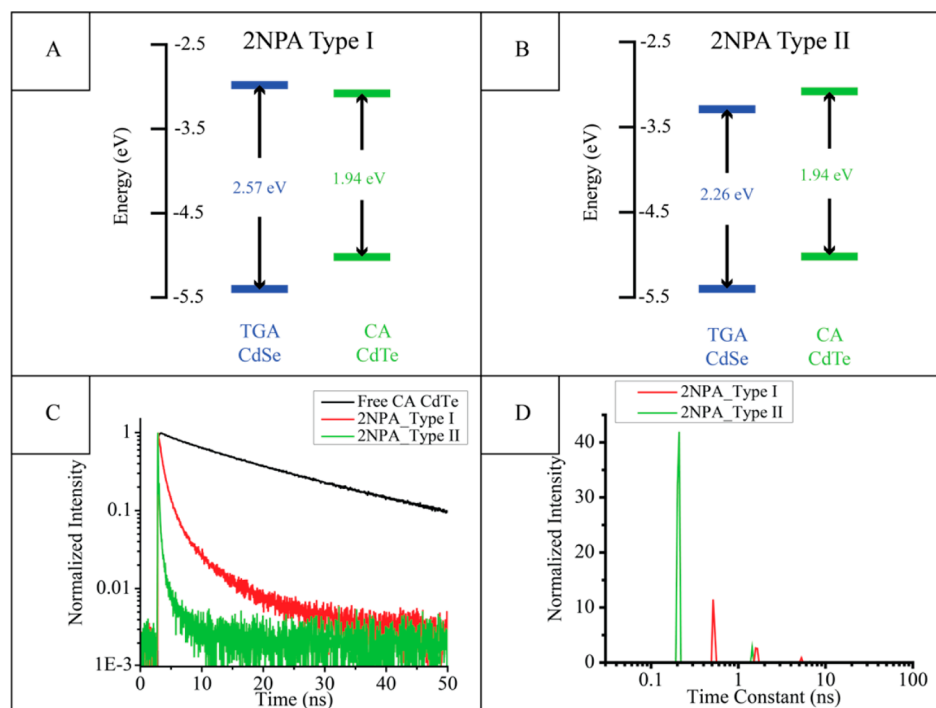 A
2NPA Type I
-2.5
-3.5
-4.5
-5.5
Energy (eV)
2.57 eV
1.94 eV
TGA
CdSe
CA
CdTe
B
2NPA Type II
-2.5
-3.5
-4.5
-5.5
Energy (eV)
2.26 eV
1.94 eV
TGA
CdSe
CA
CdTe
C
Free CA CdTe
2NPA_Type I
2NPA_Type II
Normalized Intensity
1
0.1
0.01
1E-3
0 10 20 30 40 50
Time (ns)
D
2NPA_Type I
2NPA_Type II
Normalized Intensity
40
30
20
10
0
0.1 1 10 100
Time Constant (ns)